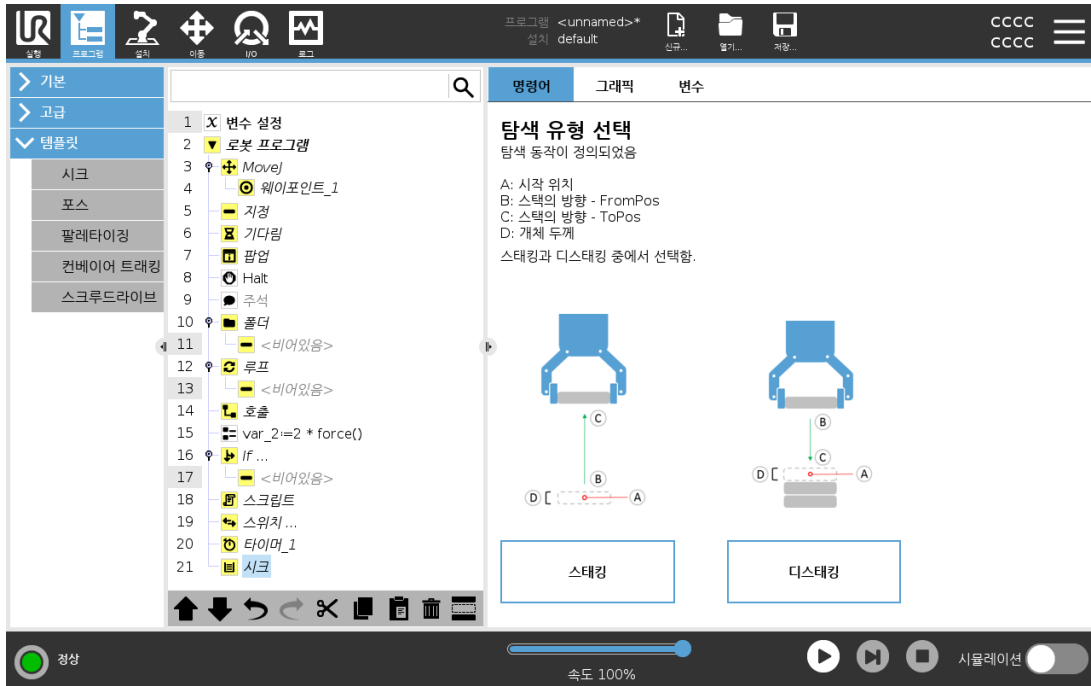 UR
프로그램 <unnamed>*
설치 default
cccc
cccc
실행
프로그램
설치
이동
I/O
로그
신규...
열기...
저장...
기본
고급
템플릿
시크
포스
팔레타이징
컨베이어 트래킹
스크루드라이브
1 x 변수 설정
2 로봇 프로그램
3 MoveJ
4 웨이포인트_1
5 지정
6 기다림
7 팝업
8 Halt
9 주석
10 폴더
11 <비어있음>
12 루프
13 <비어있음>
14 호출
15 var_2≔2 * force()
16 If ...
17 <비어있음>
18 스크립트
19 스위치 ...
20 타이머_1
21 시크
명령어
그래픽
변수
탐색 유형 선택
탐색 동작이 정의되었음
A: 시작 위치
B: 스택의 방향 - FromPos
C: 스택의 방향 - ToPos
D: 개체 두께
스태킹과 디스태킹 중에서 선택함.
C
B
D A
B
C
D A
스태킹
디스태킹
정상
속도 100%
시뮬레이션